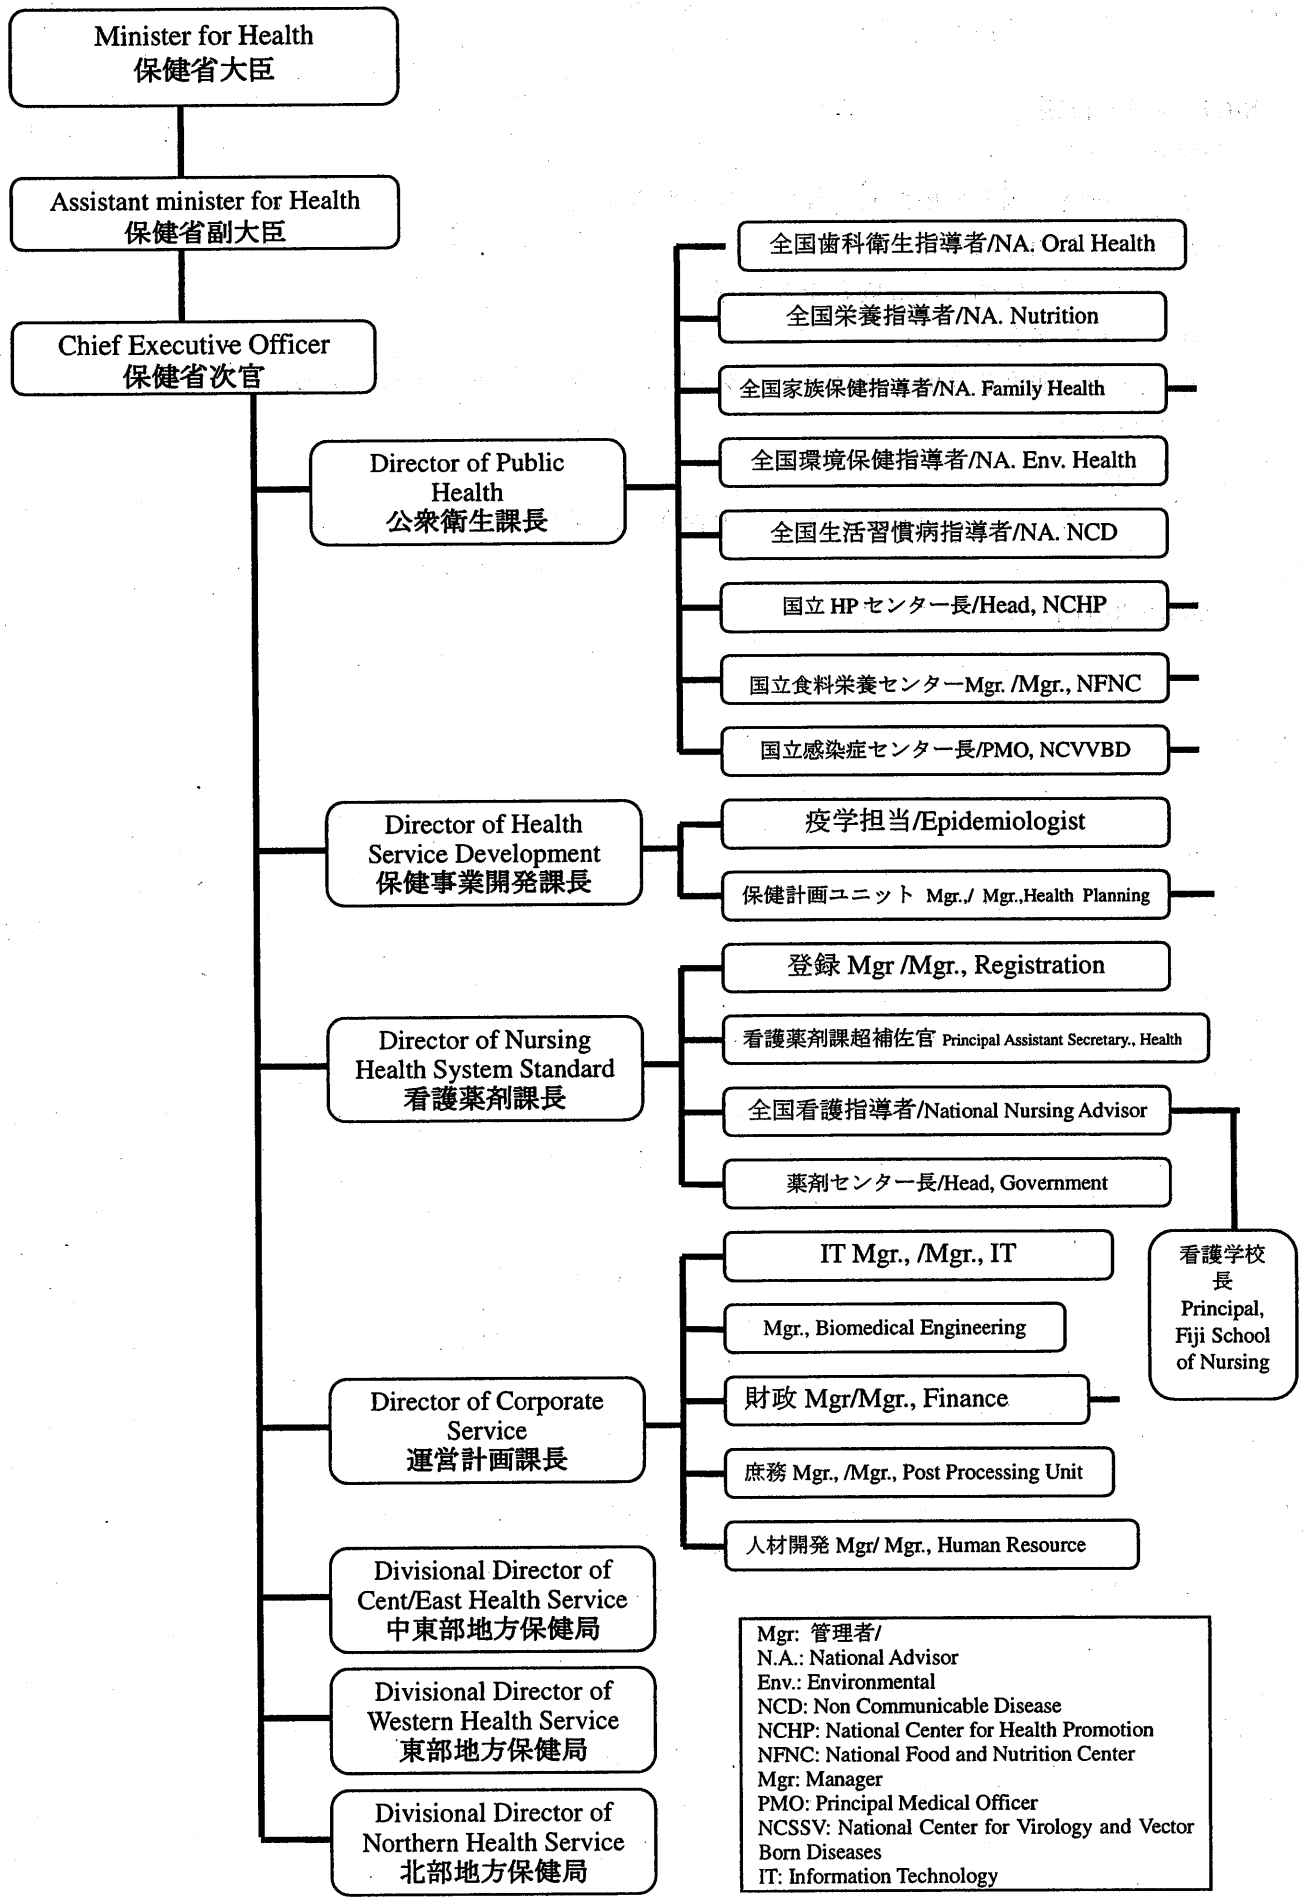 Minister for Health
保健省大臣
Assistant minister for Health
保健省副大臣
Chief Executive Officer
保健省次官
Director of Public
Health
公衆衛生課長
全国歯科衛生指導者/NA. Oral Health
全国栄養指導者/NA. Nutrition
全国家族保健指導者/NA. Family Health
全国環境保健指導者/NA. Env. Health
全国生活習慣病指導者/NA. NCD
国立 HP センター長/Head, NCHP
国立食料栄養センターMgr. /Mgr., NFNC
国立感染症センター長/PMO, NCVVBD
Director of Health
Service Development
保健事業開発課長
疫学担当/Epidemiologist
保健計画ユニット Mgr.,/ Mgr.,Health Planning
Director of Nursing
Health System Standard
看護薬剤課長
登録 Mgr /Mgr., Registration
看護薬剤課超補佐官 Principal Assistant Secretary., Health
全国看護指導者/National Nursing Advisor
薬剤センター長/Head, Government
看護学校
長
Principal,
Fiji School
of Nursing
Director of Corporate
Service
運営計画課長
IT Mgr., /Mgr., IT
Mgr., Biomedical Engineering
財政 Mgr/Mgr., Finance
庶務 Mgr., /Mgr., Post Processing Unit
人材開発 Mgr/ Mgr., Human Resource
Divisional Director of
Cent/East Health Service
中東部地方保健局
Divisional Director of
Western Health Service
東部地方保健局
Divisional Director of
Northern Health Service
北部地方保健局
Mgr: 管理者/
N.A.: National Advisor
Env.: Environmental
NCD: Non Communicable Disease
NCHP: National Center for Health Promotion
NFNC: National Food and Nutrition Center
Mgr: Manager
PMO: Principal Medical Officer
NCSSV: National Center for Virology and Vector
Born Diseases
IT: Information Technology